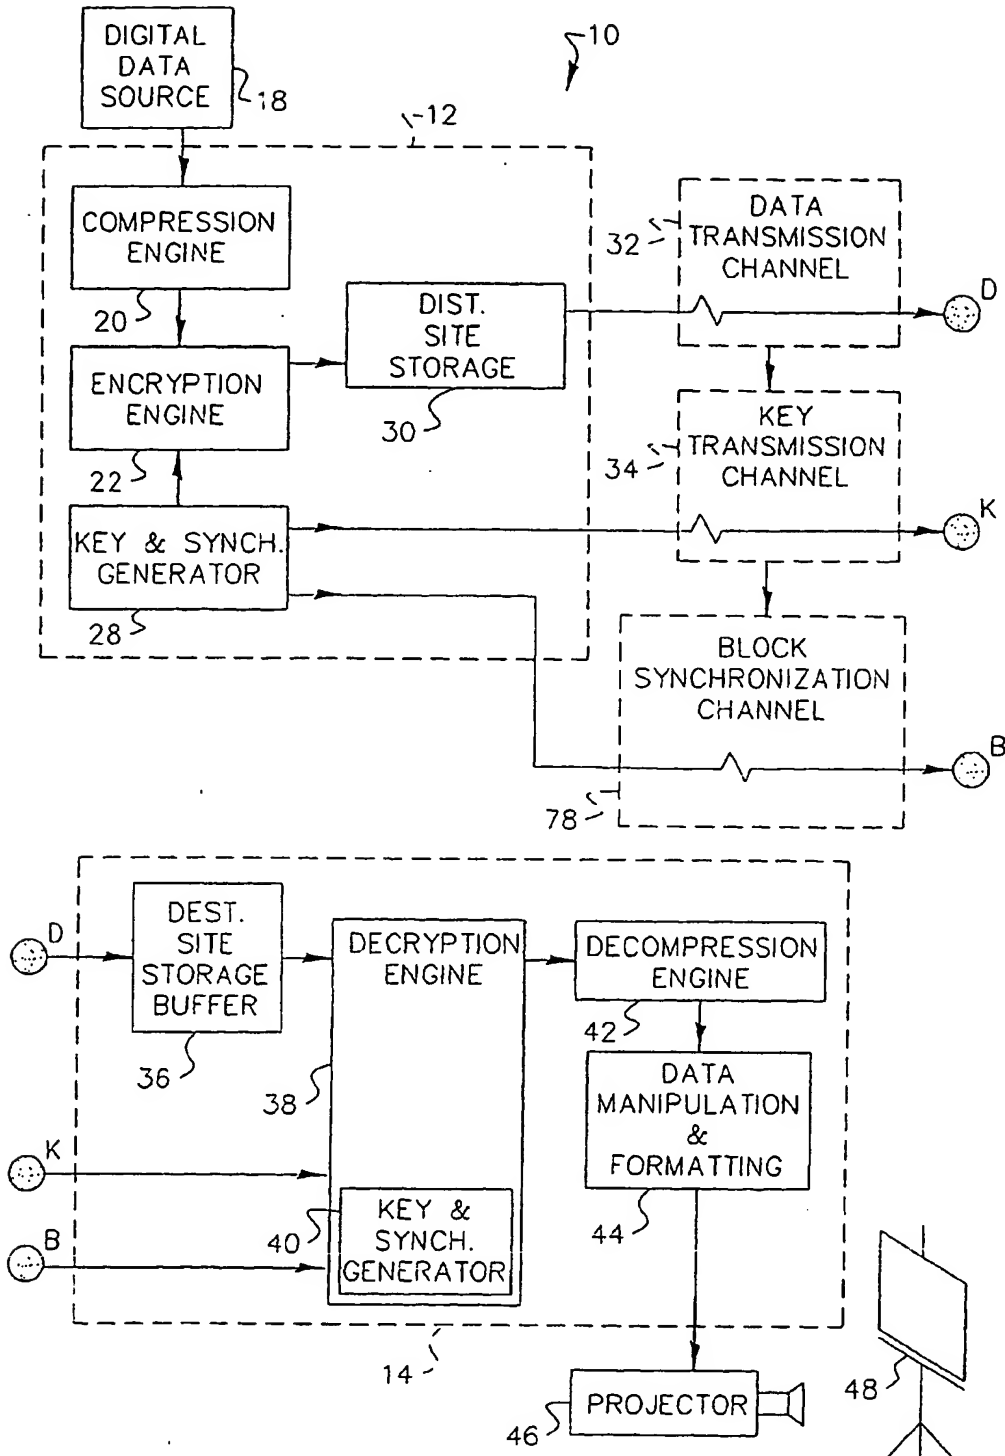 DIGITAL
DATA
SOURCE
18
10
12
COMPRESSION
ENGINE
20
ENCRYPTION
ENGINE
22
KEY & SYNCH.
GENERATOR
28
DIST.
SITE
STORAGE
30
DATA
TRANSMISSION
CHANNEL
32
D
KEY
TRANSMISSION
CHANNEL
34
K
BLOCK
SYNCHRONIZATION
CHANNEL
78
B
D
DEST.
SITE
STORAGE
BUFFER
36
DECRYPTION
ENGINE
38
K
B
40
KEY &
SYNCH.
GENERATOR
DECOMPRESSION
ENGINE
42
DATA
MANIPULATION
&
FORMATTING
44
14
PROJECTOR
46
48